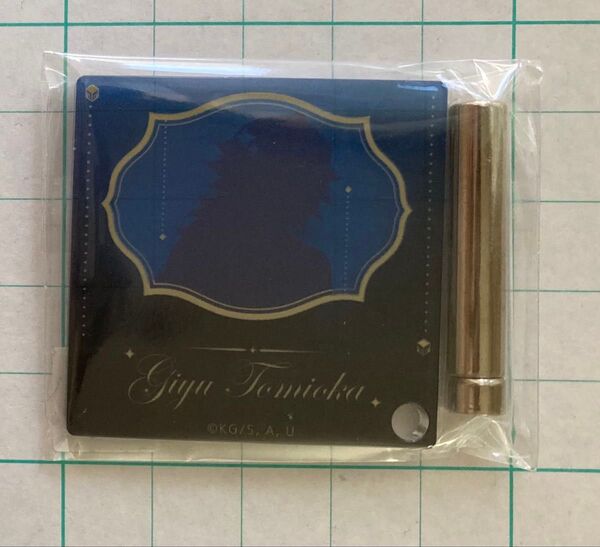 Giyu Tomioka
©KG/S, A, U